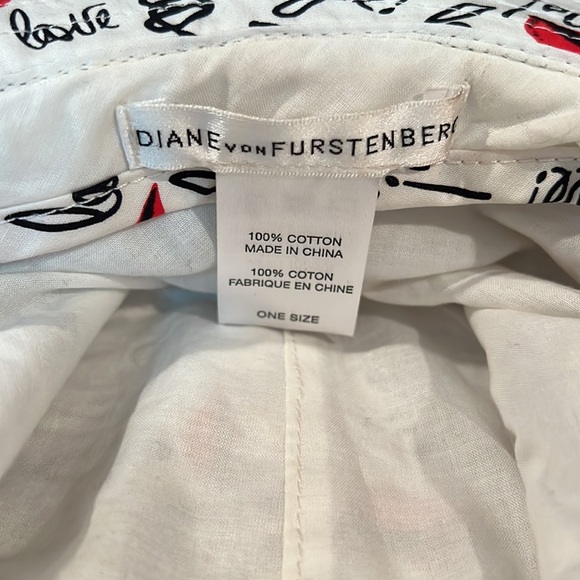 love
DIANE VON FURSTENBERG
100% COTTON
MADE IN CHINA
100% COTON
FABRIQUE EN CHINE
ONE SIZE